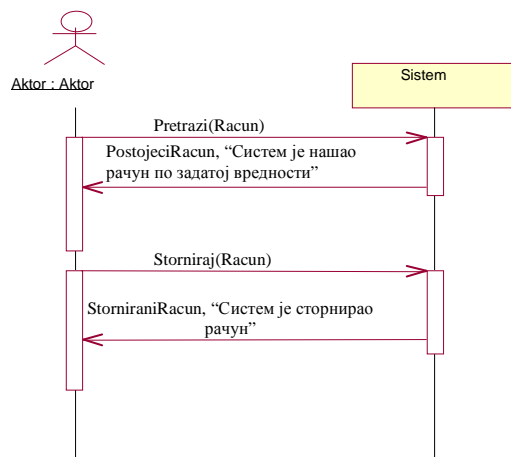 Aktor : Aktor
Sistem
Pretrazi(Racun)
PostojeciRacun, “Систем је нашао
рачун по задатој вредности”
Storniraj(Racun)
StorniraniRacun, “Систем је сторнирао
рачун”